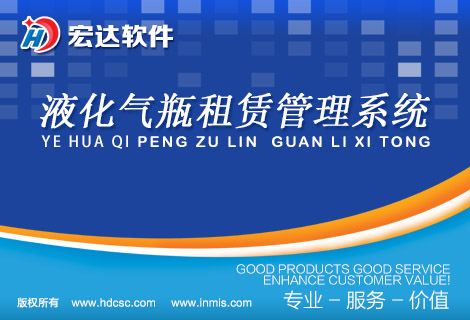 宏达软件
液化气瓶租赁管理系统
YE HUA QI PENG ZU LIN GUAN LI XI TONG
GOOD PRODUCTS GOOD SERVICE
ENHANCE CUSTOMER VALUE!
版权所有 www.hdcsc.com www.inmis.com
专业－服务－价值